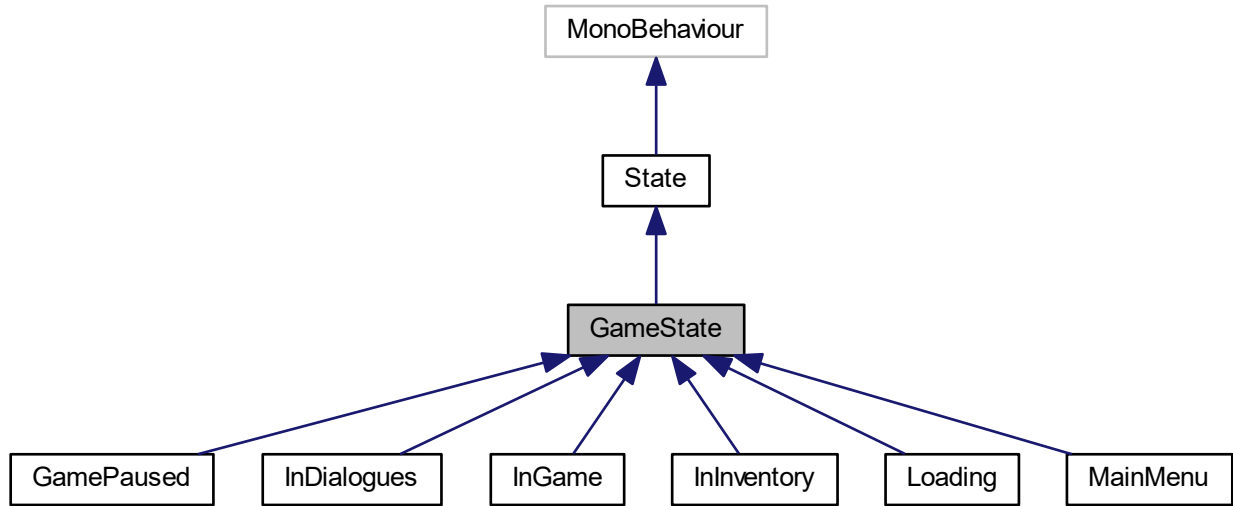 MonoBehaviour
State
GameState
GamePaused
InDialogues
InGame
InInventory
Loading
MainMenu